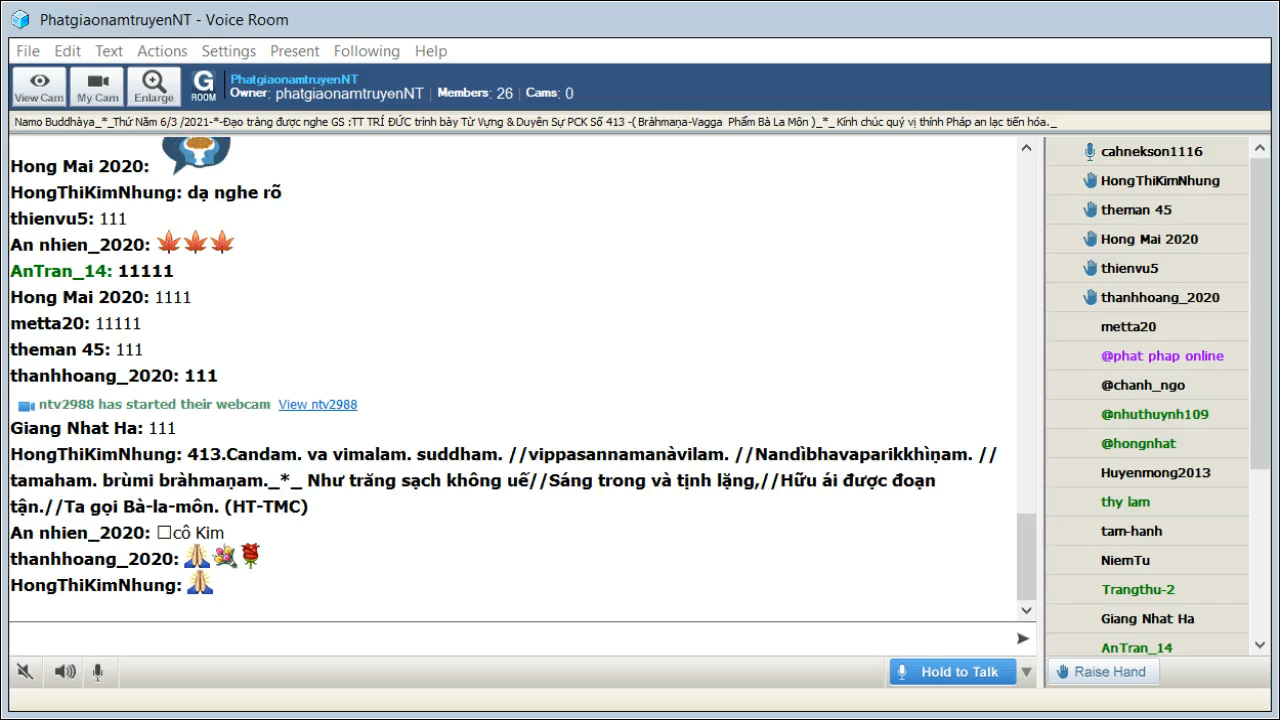 PhatgiaonamtruyenNT - Voice Room
File Edit Text Actions Settings Present Following Help
View Cam My Cam Enlarge G ROOM
PhatgiaonamtruyenNT
Owner: phatgiaonamtruyenNT | Members: 26 | Cams: 0
Namo Buddhàya_*_Thứ Năm 6/3 /2021-*-Đạo tràng được nghe GS :TT TRÍ ĐỨC trình bày Từ Vựng & Duyên Sự PCK Số 413 -( Bràhmaṇa-Vagga Phẩm Bà La Môn )_*_Kính chúc quý vị thính Pháp an lạc tiến hóa._
Hong Mai 2020:
HongThiKimNhung: dạ nghe rõ
thienvu5: 111
An nhien_2020: 🍁🍁🍁
AnTran_14: 11111
Hong Mai 2020: 1111
metta20: 11111
theman 45: 111
thanhhoang_2020: 111
ntv2988 has started their webcam View ntv2988
Giang Nhat Ha: 111
HongThiKimNhung: 413.Candam. va vimalam. suddham. //vippasannamanàvilam. //Nandìbhavaparikkhìṇam. //
tamaham. brùmi bràhmaṇam._*_ Như trăng sạch không uế//Sáng trong và tịnh lặng,//Hữu ái được đoạn
tận.//Ta gọi Bà-la-môn. (HT-TMC)
An nhien_2020: □cô Kim
thanhhoang_2020: 🙏💐🌹
HongThiKimNhung: 🙏
Hold to Talk
cahnekson1116
HongThiKimNhung
theman 45
Hong Mai 2020
thienvu5
thanhhoang_2020
metta20
@phat phap online
@chanh_ngo
@nhuthuynh109
@hongnhat
Huyenmong2013
thy lam
tam-hanh
NiemTu
Trangthu-2
Giang Nhat Ha
AnTran_14
Raise Hand